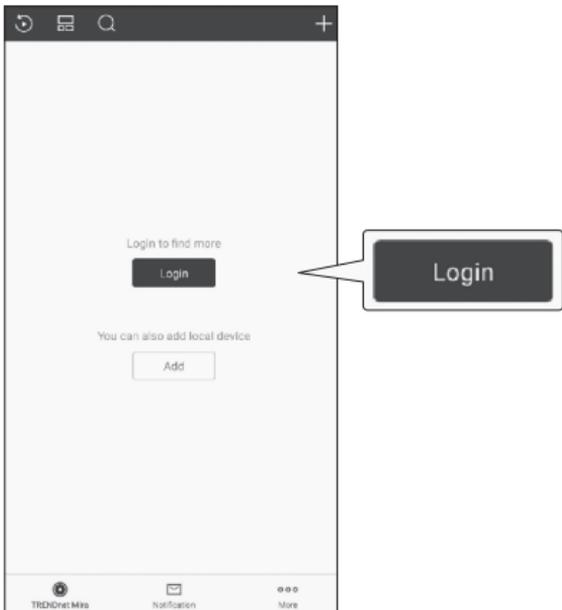 Login to find more
Login
Login
You can also add local device
Add
TRENDnet Mira
Notification
More